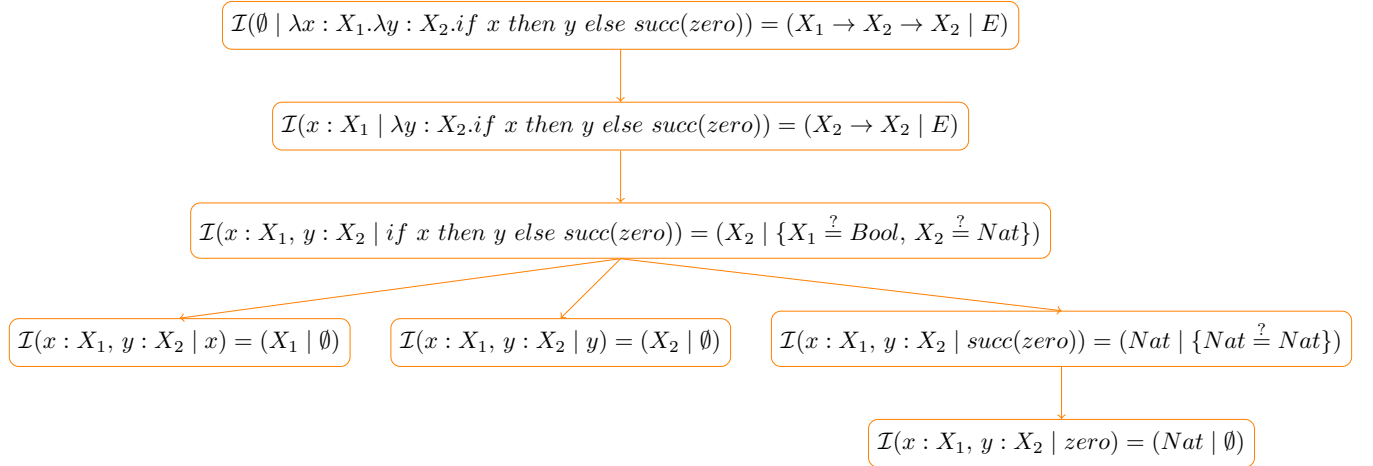 ℐ(∅ | λx : X₁.λy : X₂.if x then y else succ(zero)) = (X₁ → X₂ → X₂ | E)
ℐ(x : X₁ | λy : X₂.if x then y else succ(zero)) = (X₂ → X₂ | E)
ℐ(x : X₁, y : X₂ | if x then y else succ(zero)) = (X₂ | {X₁ ≟ Bool, X₂ ≟ Nat})
ℐ(x : X₁, y : X₂ | x) = (X₁ | ∅)
ℐ(x : X₁, y : X₂ | y) = (X₂ | ∅)
ℐ(x : X₁, y : X₂ | succ(zero)) = (Nat | {Nat ≟ Nat})
ℐ(x : X₁, y : X₂ | zero) = (Nat | ∅)